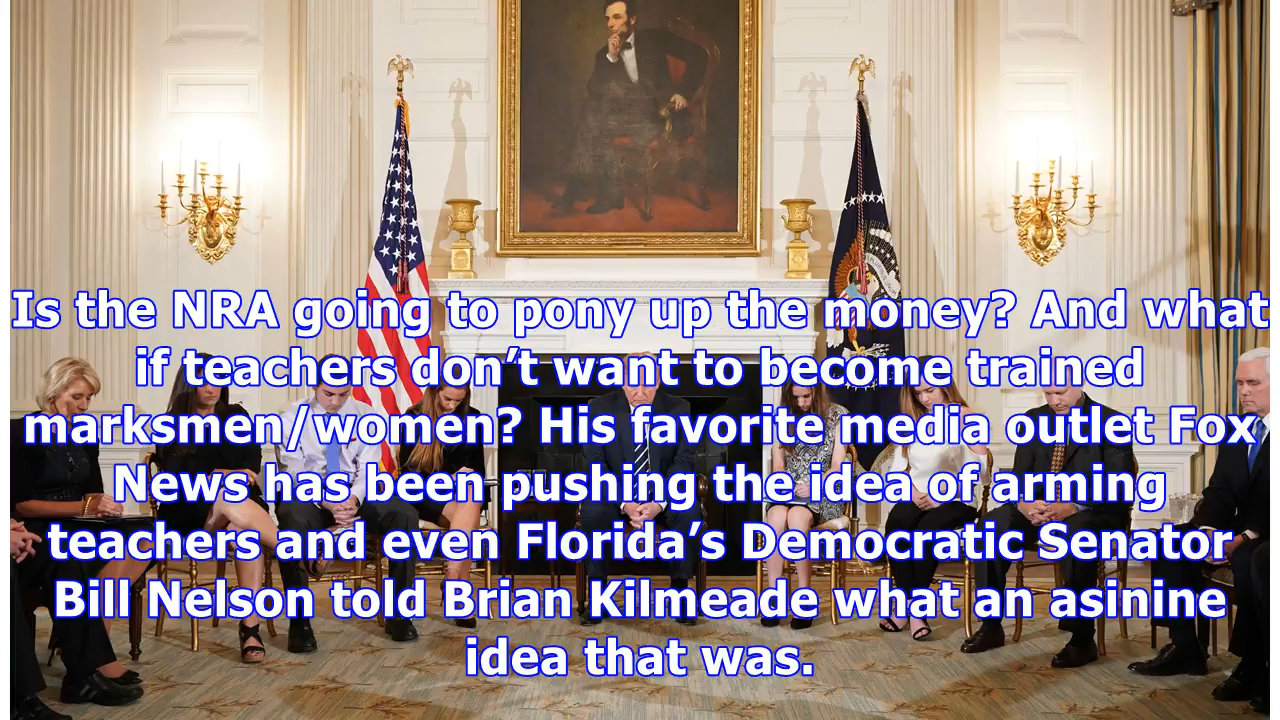 Is the NRA going to pony up the money? And what
if teachers don’t want to become trained
marksmen/women? His favorite media outlet Fox
News has been pushing the idea of arming
teachers and even Florida’s Democratic Senator
Bill Nelson told Brian Kilmeade what an asinine
idea that was.